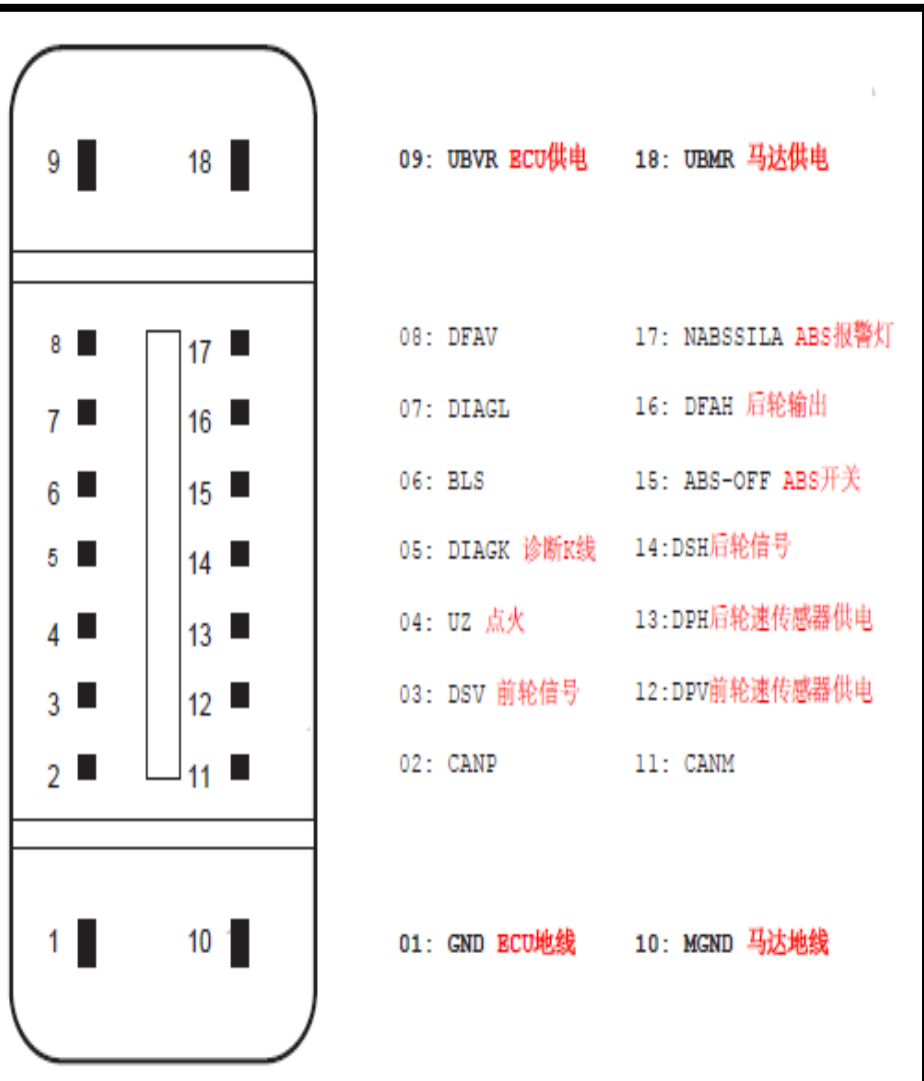 9 18 09: UBVR ECU供电 18: UBMR 马达供电
8 17 08: DFAV 17: NABSSILA ABS报警灯
7 16 07: DIAGL 16: DFAH 后轮输出
6 15 06: BLS 15: ABS-OFF ABS开关
5 14 05: DIAGK 诊断K线 14:DSH后轮信号
4 13 04: UZ 点火 13:DPH后轮速传感器供电
3 12 03: DSV 前轮信号 12:DPV前轮速传感器供电
2 11 02: CANP 11: CANM
1 10 01: GND ECU地线 10: MGND 马达地线